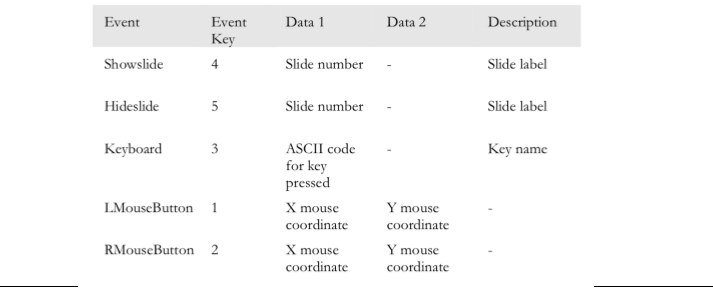 Event Event Key Data 1 Data 2 Description
Showslide 4 Slide number - Slide label
Hideslide 5 Slide number - Slide label
Keyboard 3 ASCII code for key pressed - Key name
LMouseButton 1 X mouse coordinate Y mouse coordinate -
RMouseButton 2 X mouse coordinate Y mouse coordinate -